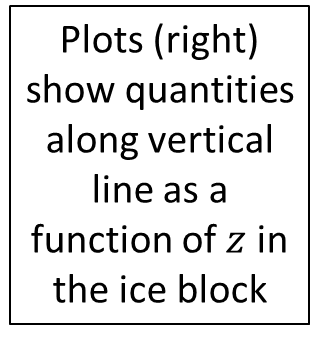 Plots (right)
show quantities
along vertical
line as a
function of z in
the ice block